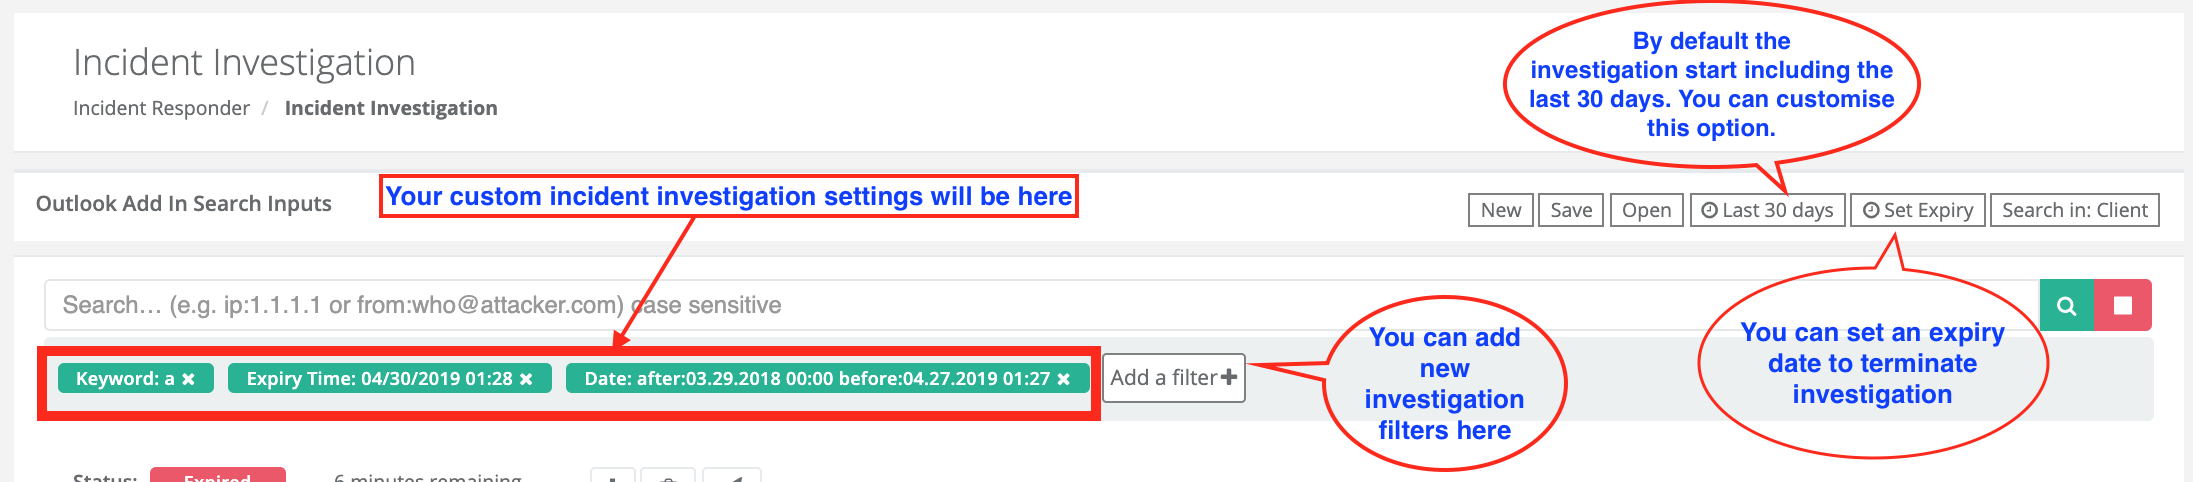 Incident Investigation
Incident Responder / Incident Investigation
By default the
investigation start including the
last 30 days. You can customise
this option.
Outlook Add In Search Inputs
Your custom incident investigation settings will be here
New Save Open Last 30 days Set Expiry Search in: Client
Search... (e.g. ip:1.1.1.1 or from:who@attacker.com) case sensitive
Keyword: a Expiry Time: 04/30/2019 01:28 Date: after:03.29.2018 00:00 before:04.27.2019 01:27 Add a filter
You can add
new
investigation
filters here
You can set an expiry
date to terminate
investigation
Status: Expired 6 minutes remaining